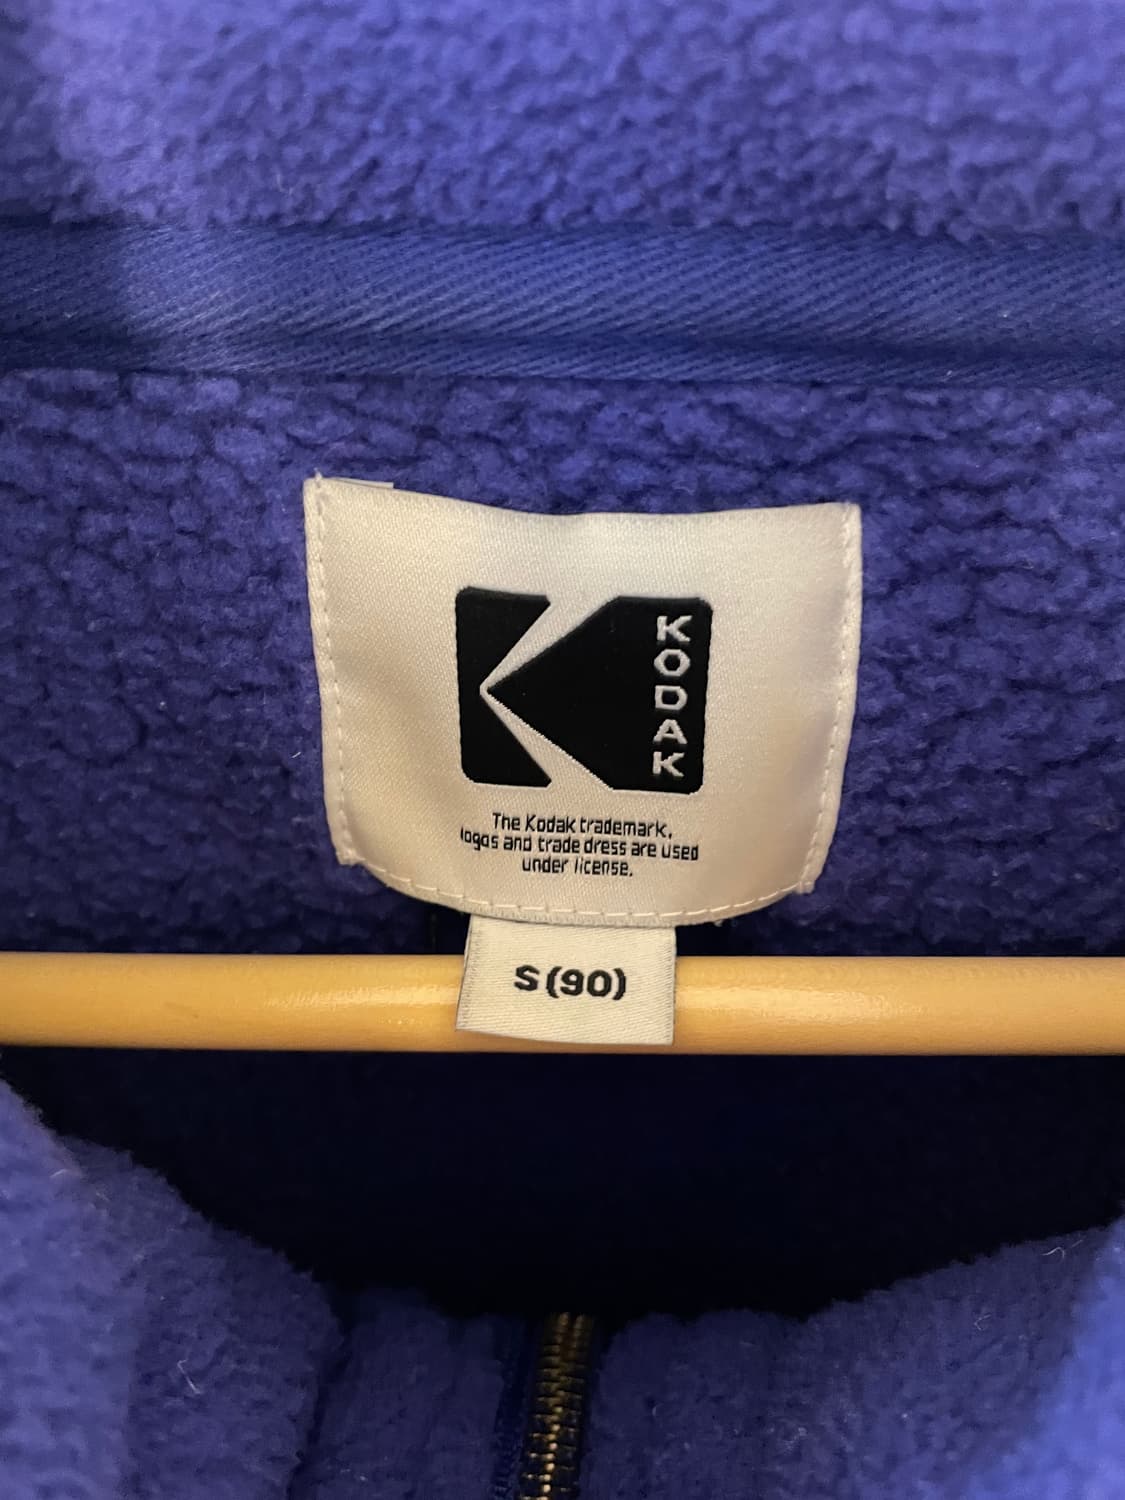 KODAK
The Kodak trademark,
logos and trade dress are used
under license.
S(90)